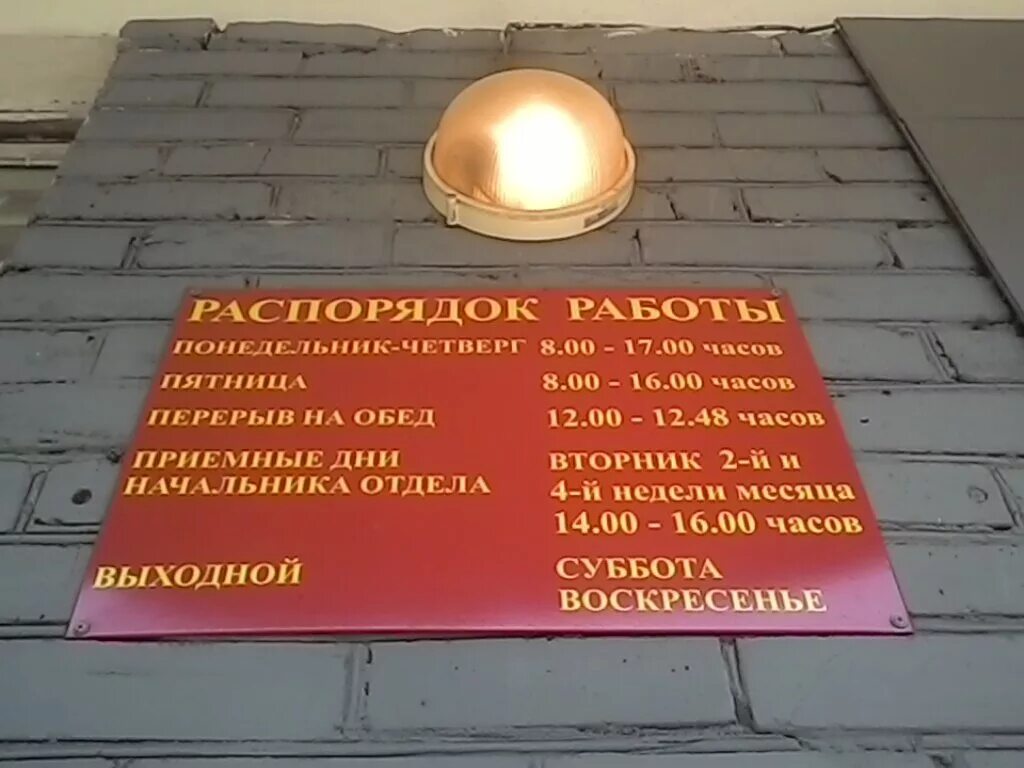 РАСПОРЯДОК РАБОТЫ
ПОНЕДЕЛЬНИК-ЧЕТВЕРГ 8.00 - 17.00 часов
ПЯТНИЦА 8.00 - 16.00 часов
ПЕРЕРЫВ НА ОБЕД 12.00 - 12.48 часов
ПРИЕМНЫЕ ДНИ
НАЧАЛЬНИКА ОТДЕЛА
ВТОРНИК 2-й и
4-й недели месяца
14.00 - 16.00 часов
ВЫХОДНОЙ
СУББОТА
ВОСКРЕСЕНЬЕ